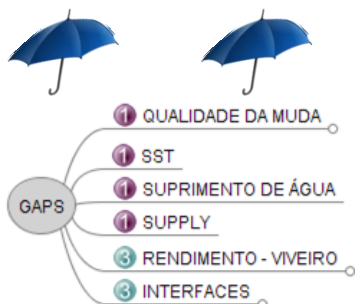 1 QUALIDADE DA MUDA
1 SST
1 SUPRIMENTO DE ÁGUA
GAPS
1 SUPPLY
3 RENDIMENTO - VIVEIRO
3 INTERFACES